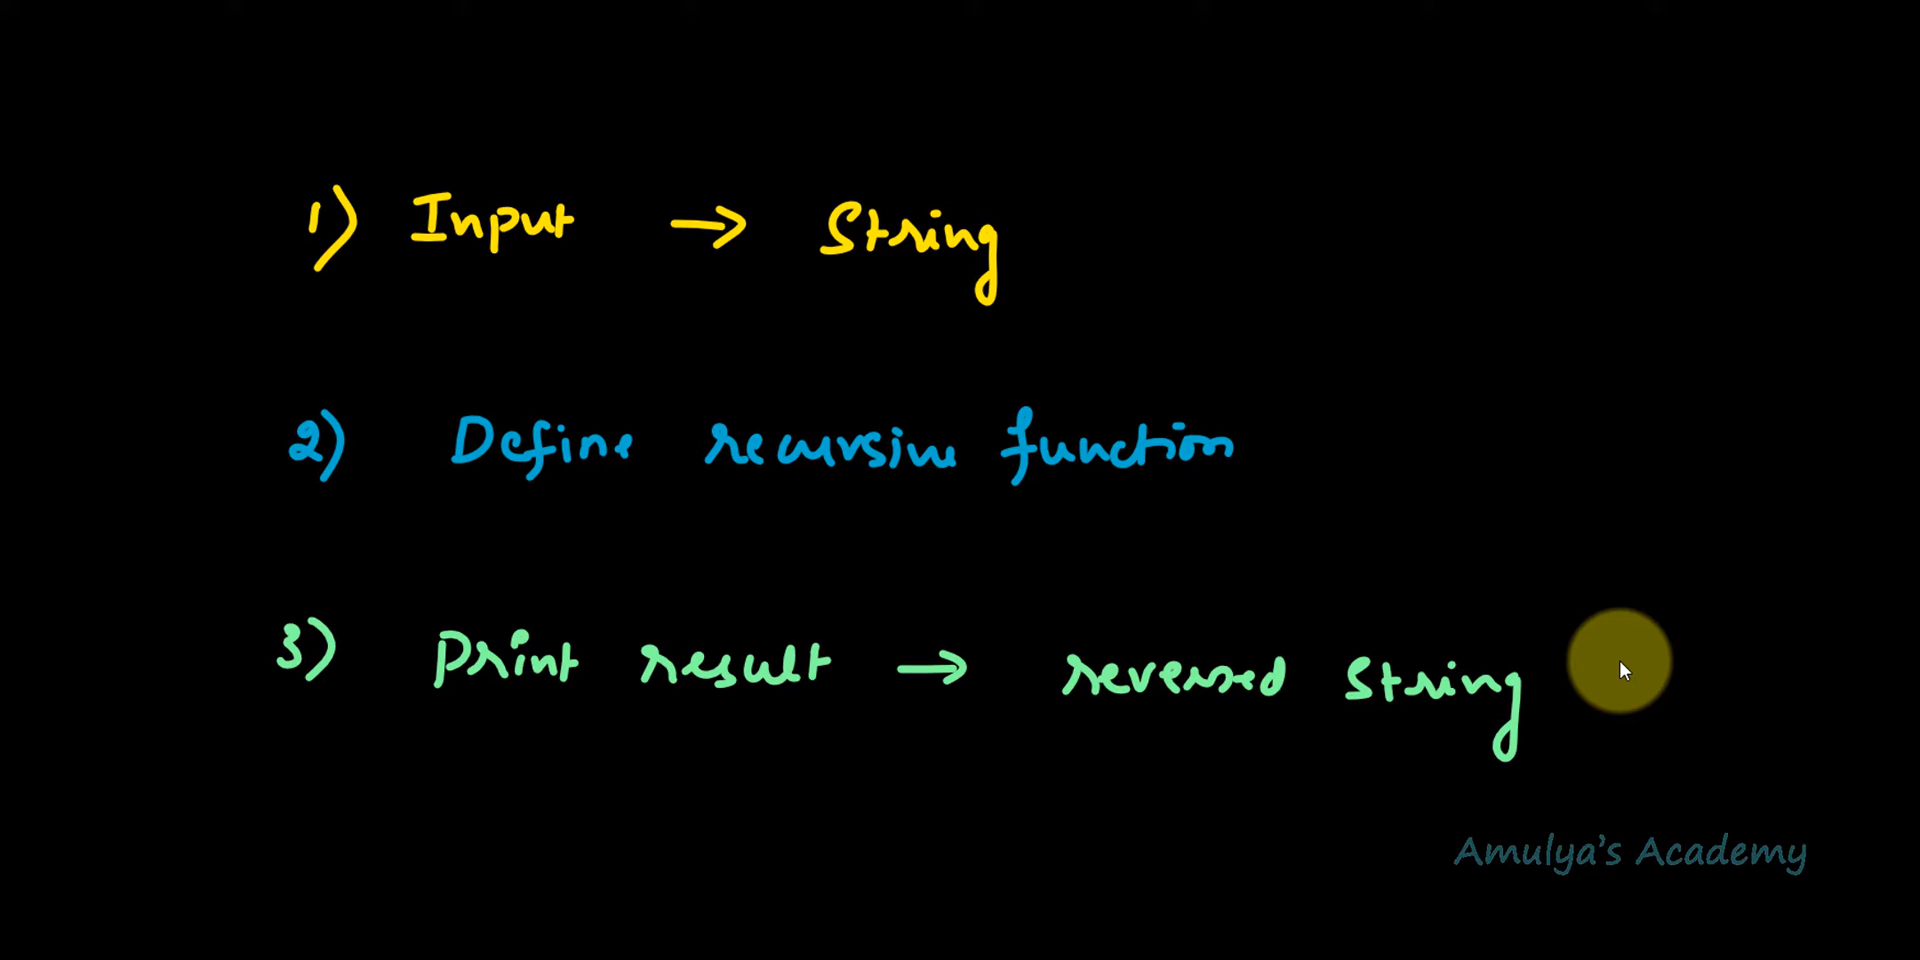 1) Input → String
2) Define recursive function
3) Print result → reversed string
Amulya's Academy